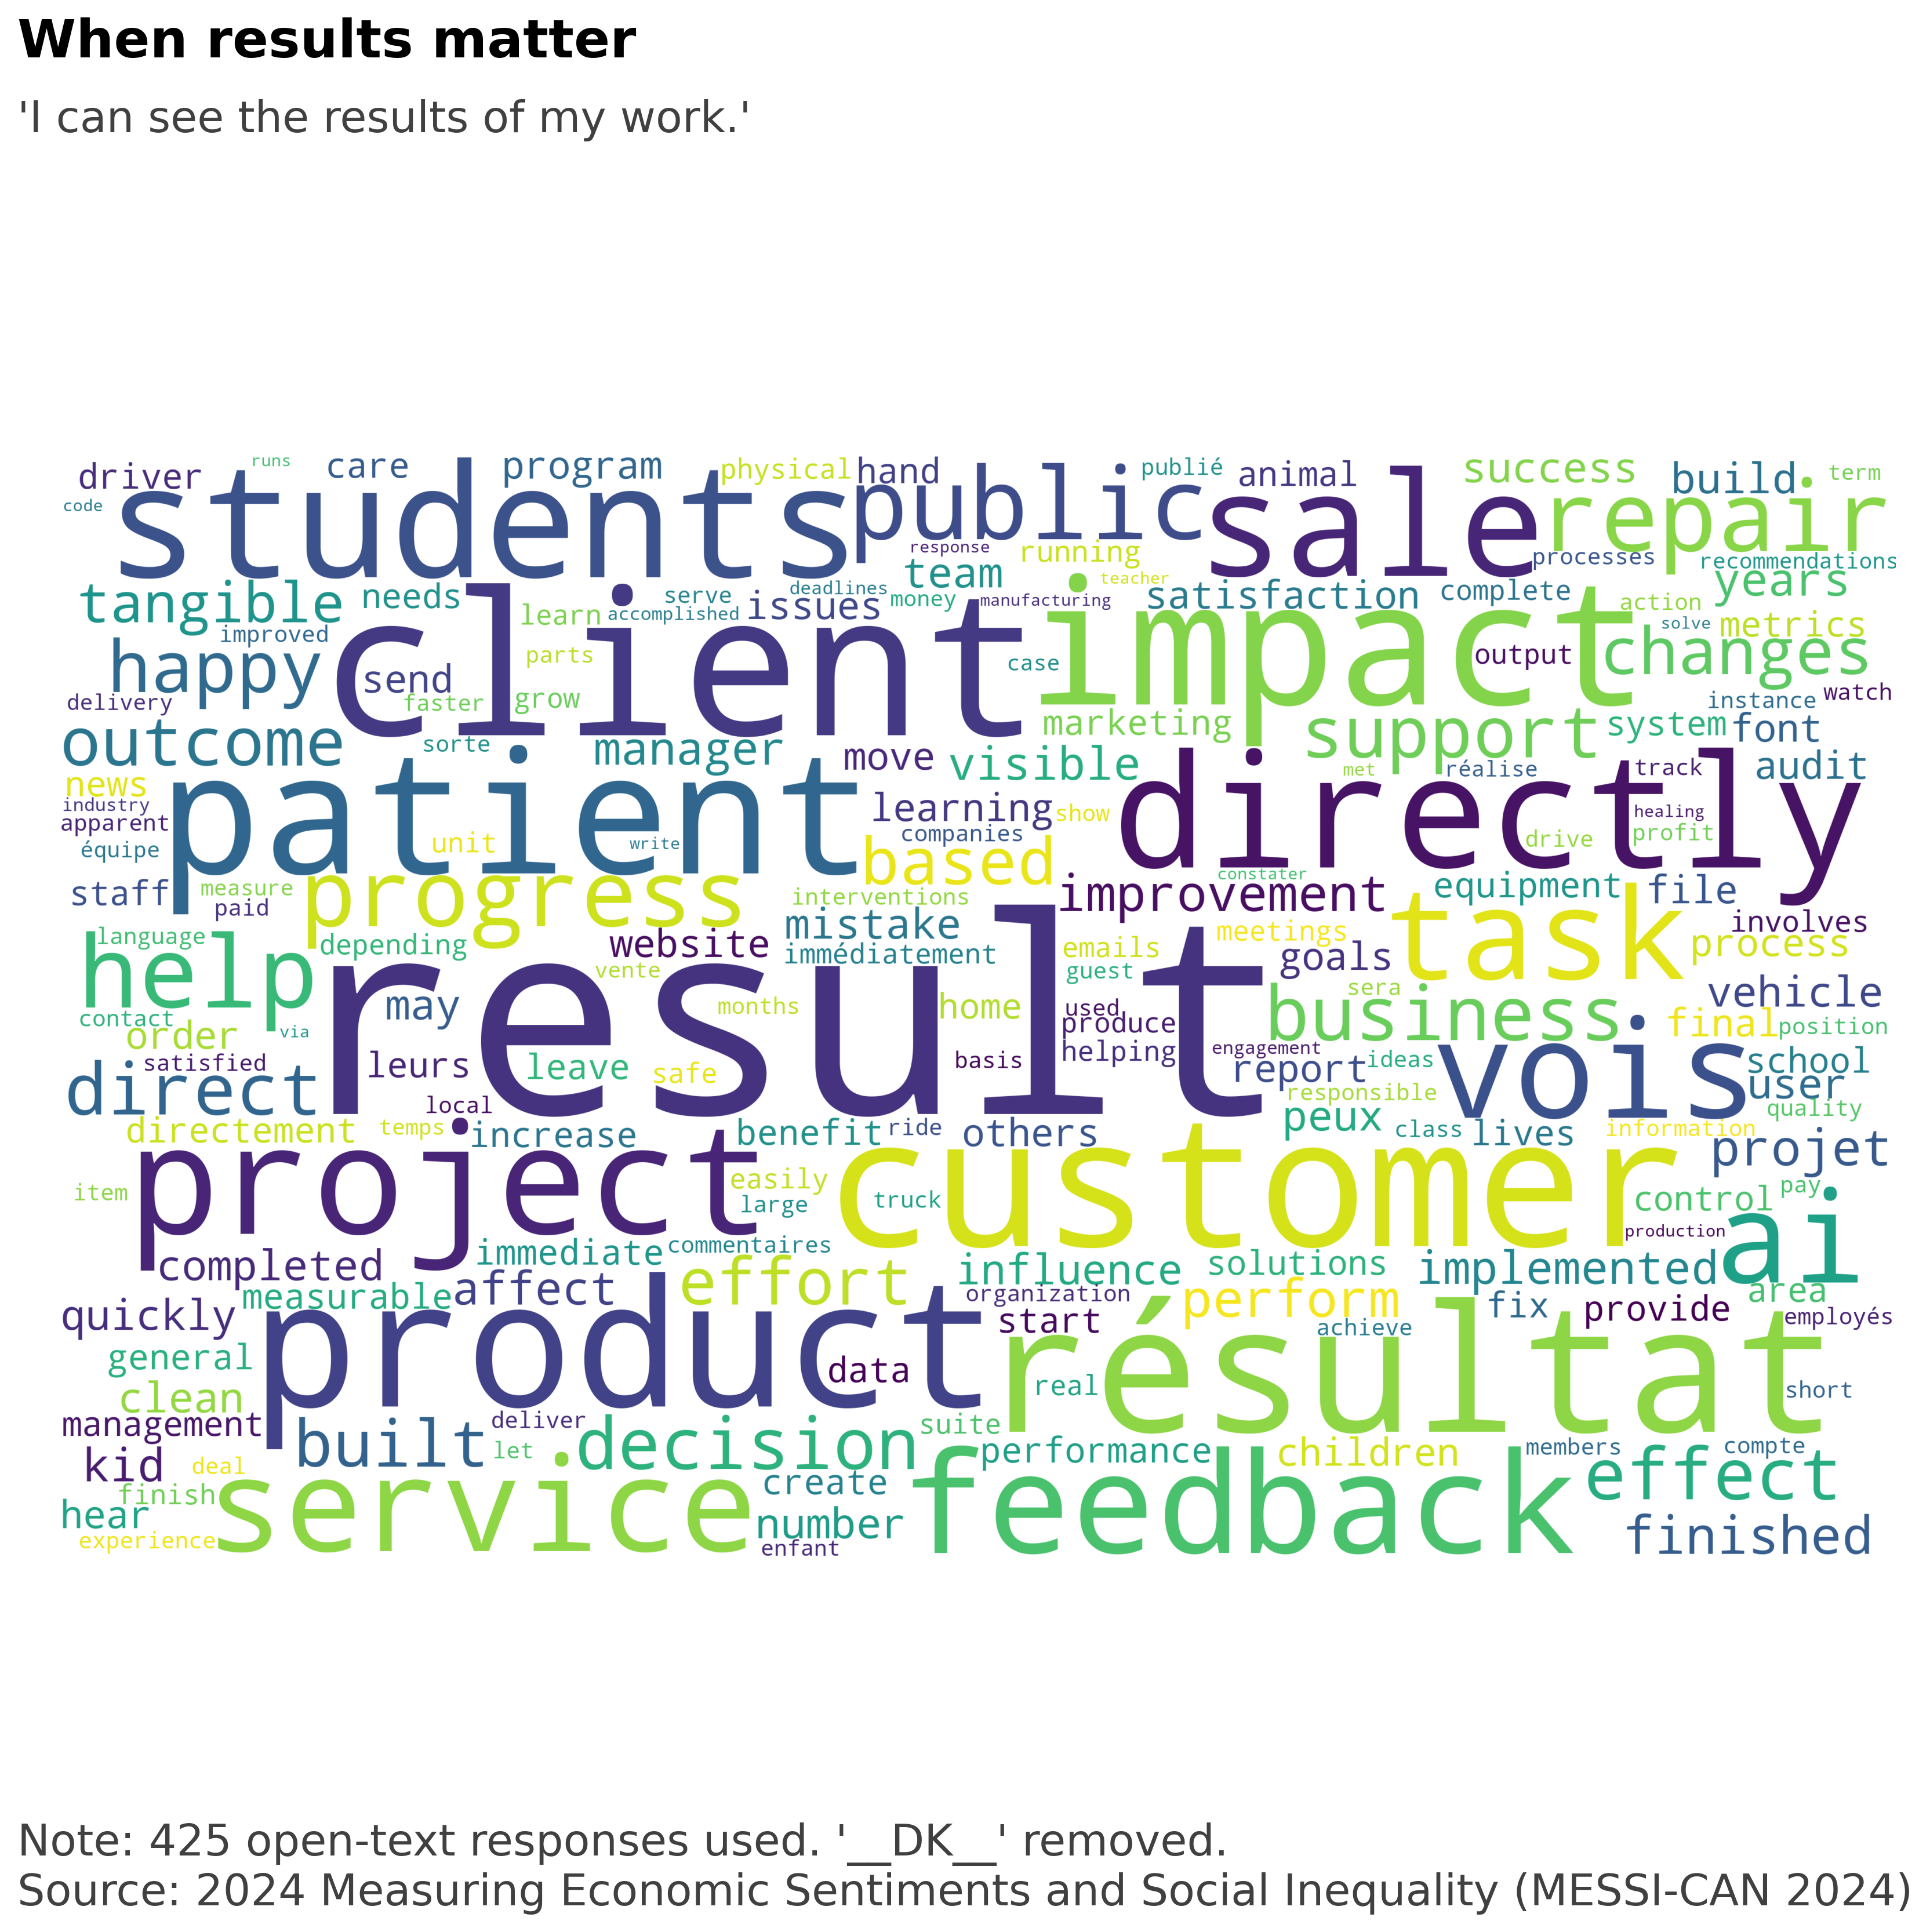 When results matter
'I can see the results of my work.'
driver runs care program physical hand publié animal success build term
code students public sale repair
response running processes recommendations
tangible needs learn serve accomplished issues deadlines team money manufacturing teacher satisfaction complete action years
improved solve metrics
happy client send parts case impact output changes
delivery faster grow instance watch
outcome sorte manager move marketing visible support system font
news met réalise track audit
industry patient learning show directly healing
apparent companies drive profit
équipe unit write based
staff measure progress interventions constater improvement equipment file
paid mistake task involves
language depending website immédiatement emails meetings goals process
help vente guest
contact may months home used sera business vehicle
order via result produce final position
satisfied leurs leave safe basis helping engagement report ideas vois school
direct local responsible user
directement temps increase benefit ride others peux class lives information quality
projet
item project easily customer control pay
large truck production ai
completed immediate commentaires influence solutions implemented
measurable affect effort organization perform fix provide area
quickly product start achieve employés
general data real résultat short
clean
management built deliver let decision suite performance children members compte
kid deal create feedback effect
finish service
hear number finished
experience enfant
Note: 425 open-text responses used. '__DK__' removed.
Source: 2024 Measuring Economic Sentiments and Social Inequality (MESSI-CAN 2024)